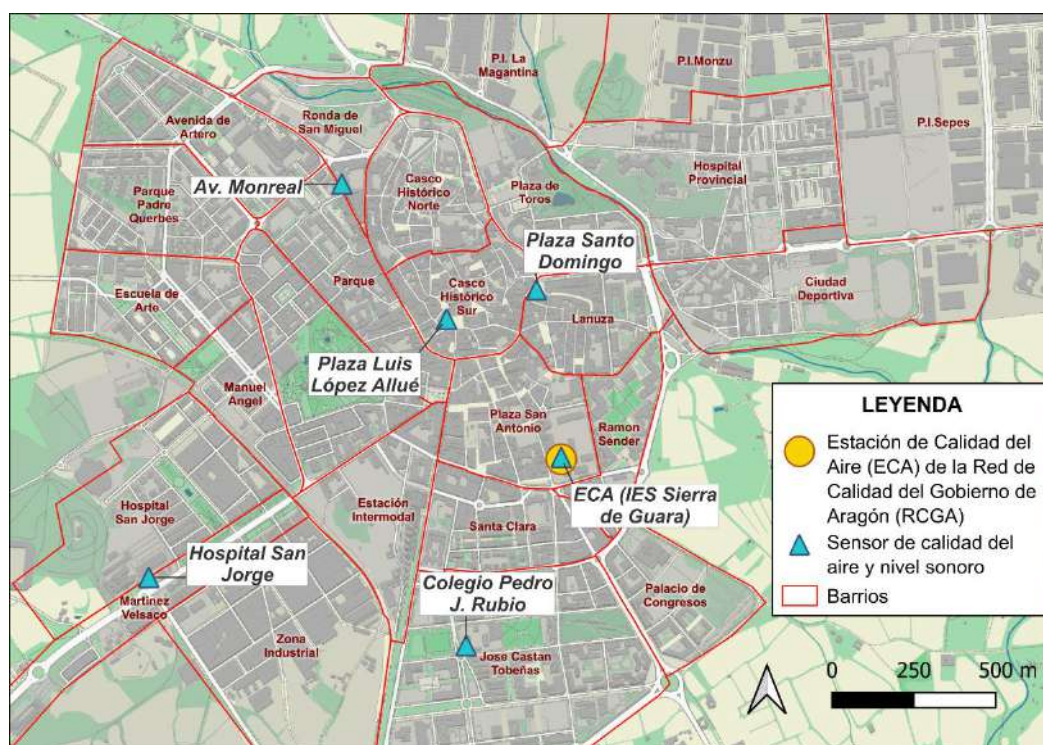 P.I. La
Magantina
P.I.Monzu
P.I.Sepes
Avenida de
Artero
Ronda de
San Miguel
Av. Monreal
Casco
Histórico
Norte
Plaza de
Toros
Hospital
Provincial
Parque
Padre
Querbes
Plaza Santo
Domingo
Escuela de
Arte
Parque
Casco
Histórico
Sur
Lanuza
Ciudad
Deportiva
Plaza Luis
López Allué
Manuel
Angel
Plaza San
Antonio
Ramon
Sender
ECA (IES Sierra
de Guara)
Hospital
San Jorge
Estación
Intermodal
Santa Clara
Hospital San
Jorge
Martinez
Velsaco
Colegio Pedro
J. Rubio
Palacio de
Congresos
Zona
Industrial
Jose Castan
Tobeñas
LEYENDA
Estación de Calidad del
Aire (ECA) de la Red de
Calidad del Gobierno de
Aragón (RCGA)
Sensor de calidad del
aire y nivel sonoro
Barrios
0 250 500 m